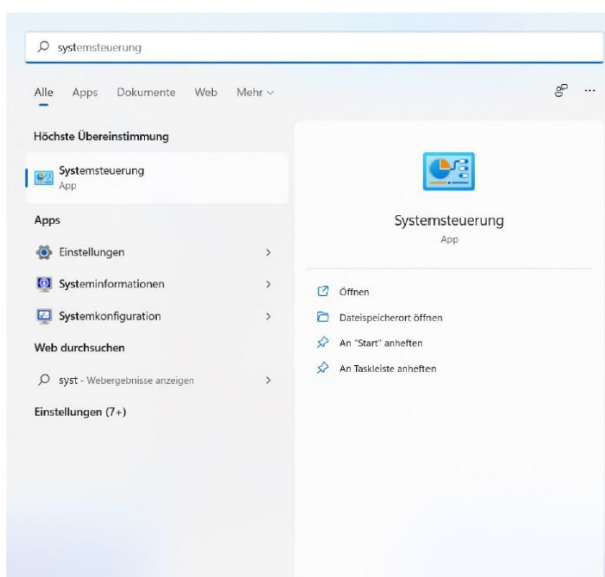 systemsteuerung
Alle Apps Dokumente Web Mehr
Höchste Übereinstimmung
Systemsteuerung
App
Apps
Einstellungen
Systeminformationen
Systemkonfiguration
Web durchsuchen
syst - Webergebnisse anzeigen
Einstellungen (7+)
Systemsteuerung
App
Öffnen
Dateispeicherort öffnen
An "Start" anheften
An Taskleiste anheften